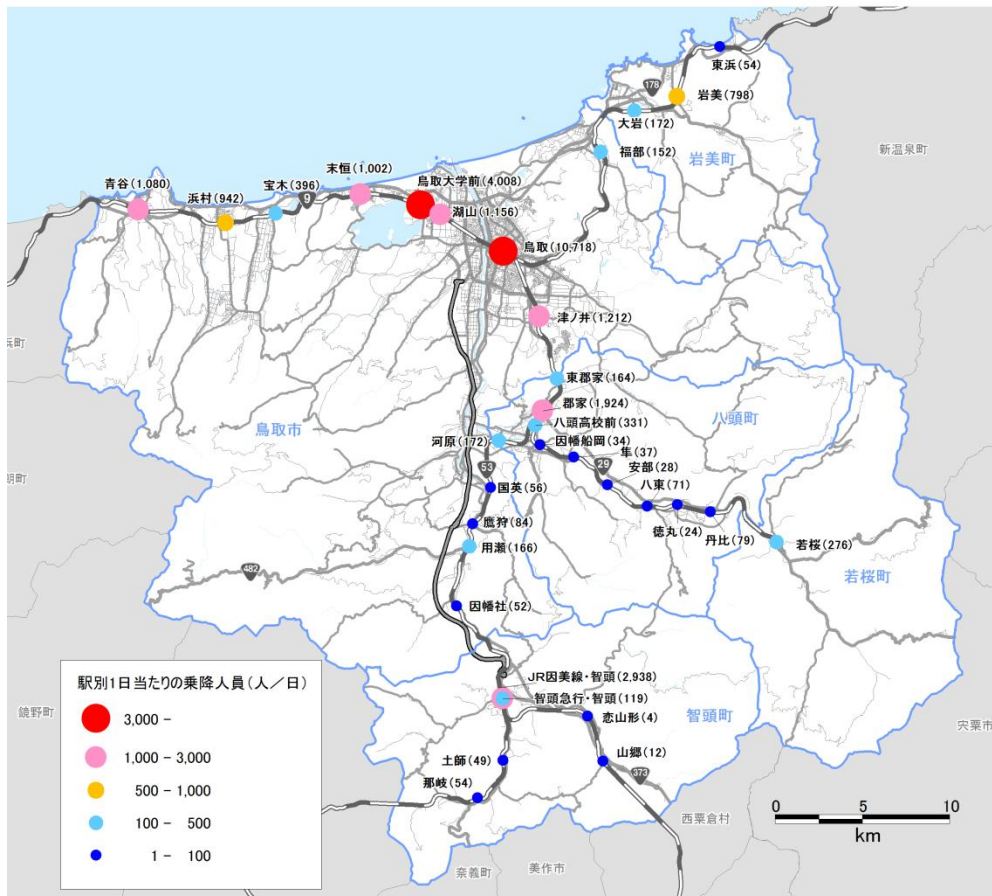 東浜(54)
178
岩美(798)
大岩(172)
福部(152)
岩美町
新温泉町
末恒(1,002)
鳥取大学前(4,008)
宝木(396)
青谷(1,080)
浜村(942)
9
湖山(1,156)
鳥取(10,718)
津ノ井(1,212)
浜町
東郡家(164)
郡家(1,924)
八頭町
鳥取市
八頭高校前(331)
河原(172)
因幡船岡(34)
隼(37)
29
53
安部(28)
朝町
国英(56)
八東(71)
鷹狩(84)
徳丸(24)
丹比(79)
若桜(276)
用瀬(166)
482
若桜町
因幡社(52)
駅別1日当たりの乗降人員(人/日)
3,000 -
1,000 - 3,000
500 - 1,000
100 - 500
1 - 100
JR因美線・智頭(2,938)
智頭急行・智頭(119)
恋山形(4)
智頭町
鏡野町
宍粟市
土師(49)
山郷(12)
373
那岐(54)
西粟倉村
0 5 10
km
奈義町
美作市